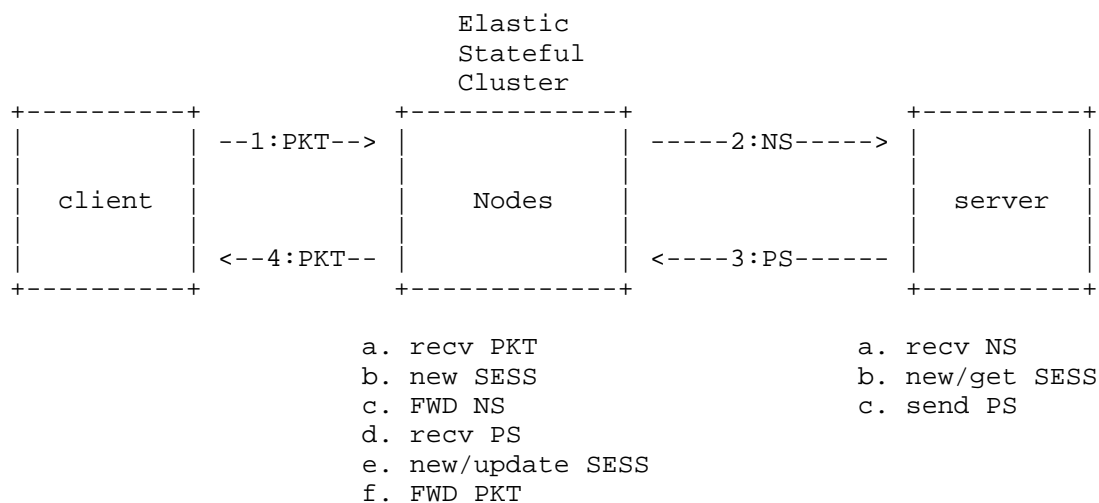 Elastic
Stateful
Cluster
--1:PKT--> -----2:NS----->
client Nodes server
<--4:PKT-- <----3:PS------
a. recv PKT a. recv NS
b. new SESS b. new/get SESS
c. FWD NS c. send PS
d. recv PS
e. new/update SESS
f. FWD PKT